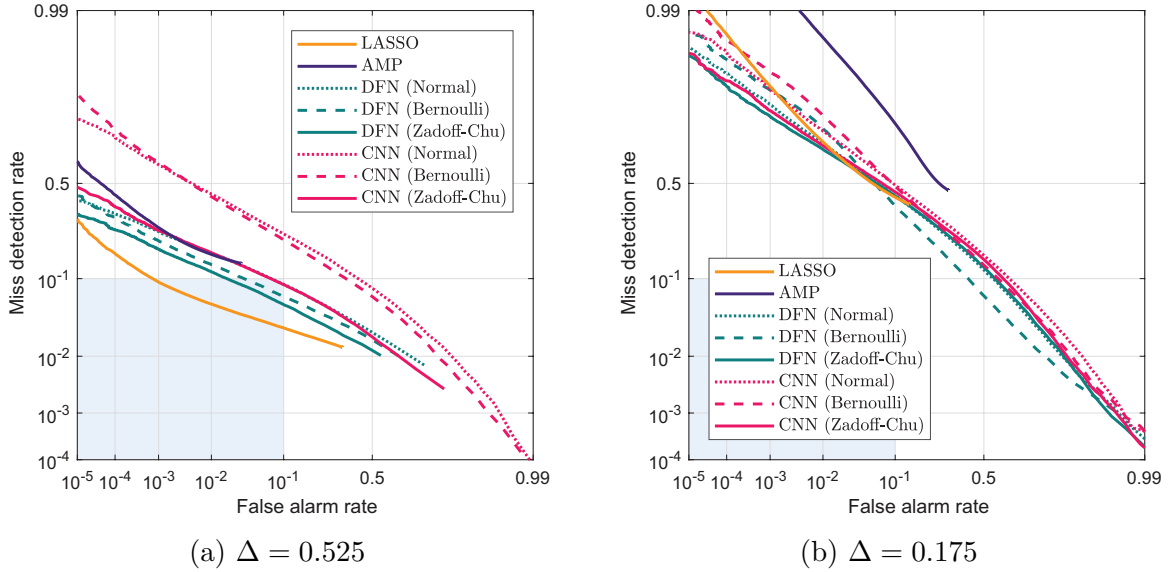 0.99
0.5
10^-1
10^-2
10^-3
10^-4
Miss detection rate
LASSO
AMP
DFN (Normal)
DFN (Bernoulli)
DFN (Zadoff-Chu)
CNN (Normal)
CNN (Bernoulli)
CNN (Zadoff-Chu)
10^-5 10^-4 10^-3 10^-2 10^-1 0.5 0.99
False alarm rate
(a) Δ = 0.525
0.99
0.5
10^-1
10^-2
10^-3
10^-4
Miss detection rate
LASSO
AMP
DFN (Normal)
DFN (Bernoulli)
DFN (Zadoff-Chu)
CNN (Normal)
CNN (Bernoulli)
CNN (Zadoff-Chu)
10^-5 10^-4 10^-3 10^-2 10^-1 0.5 0.99
False alarm rate
(b) Δ = 0.175